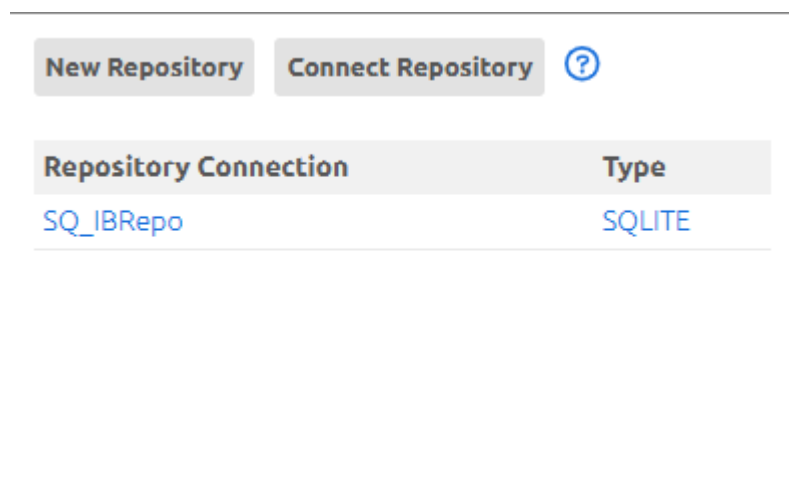 New Repository Connect Repository ?
Repository Connection Type
SQ_IBRepo SQLITE